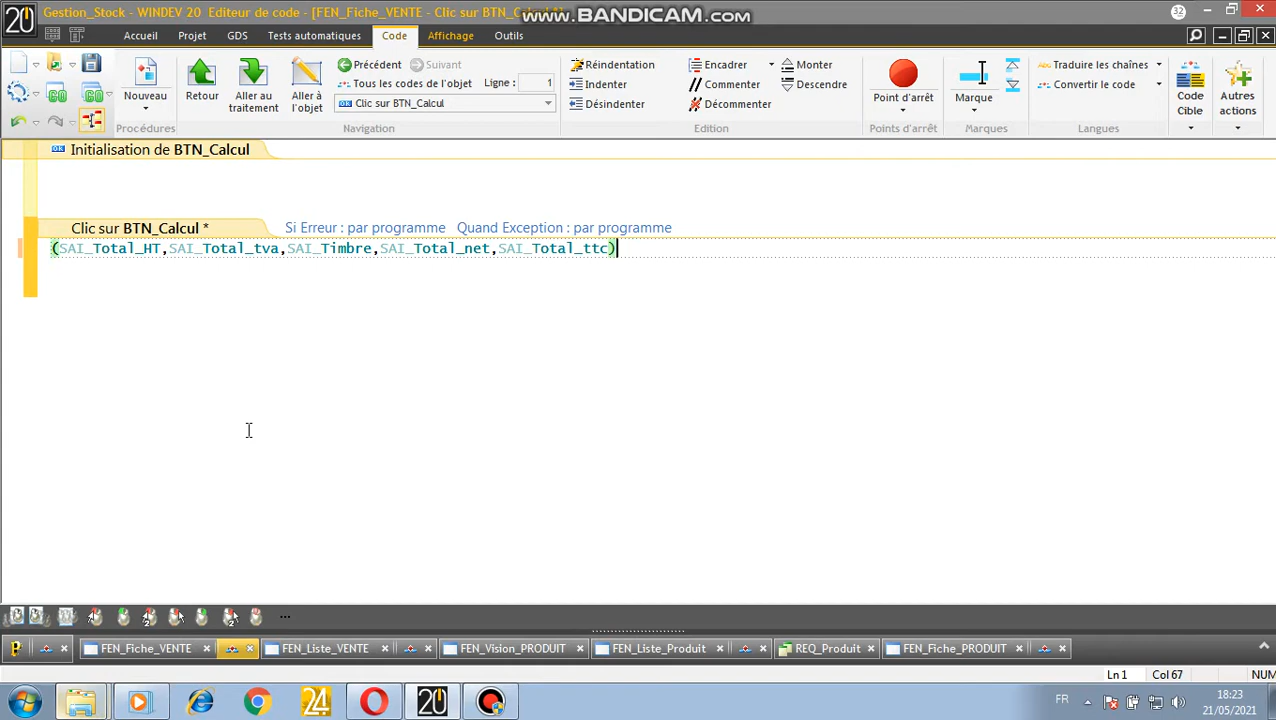 Gestion_Stock - WINDEV 20 Editeur de code - [FEN_Fiche_VENTE - Clic sur BTN_Calcul *]
www.BANDICAM.com
32
20
Accueil Projet GDS Tests automatiques Code Affichage Outils
Nouveau
Procédures
Retour
Aller au traitement
Aller à l'objet
Précédent Suivant
Tous les codes de l'objet Ligne : 1
Clic sur BTN_Calcul
Navigation
Réindentation Encadrer Monter
Indenter // Commenter Descendre
Désindenter Décommenter
Edition
Point d'arrêt
Points d'arrêt
Marque
Marques
Traduire les chaînes
Convertir le code
Langues
Code Cible
Autres actions
Initialisation de BTN_Calcul
Clic sur BTN_Calcul * Si Erreur : par programme Quand Exception : par programme
(SAI_Total_HT,SAI_Total_tva,SAI_Timbre,SAI_Total_net,SAI_Total_ttc)
...
FEN_Fiche_VENTE FEN_Liste_VENTE FEN_Vision_PRODUIT FEN_Liste_Produit REQ_Produit FEN_Fiche_PRODUIT
Ln 1 Col 67 NUM
24 20 FR 18:23
21/05/2021